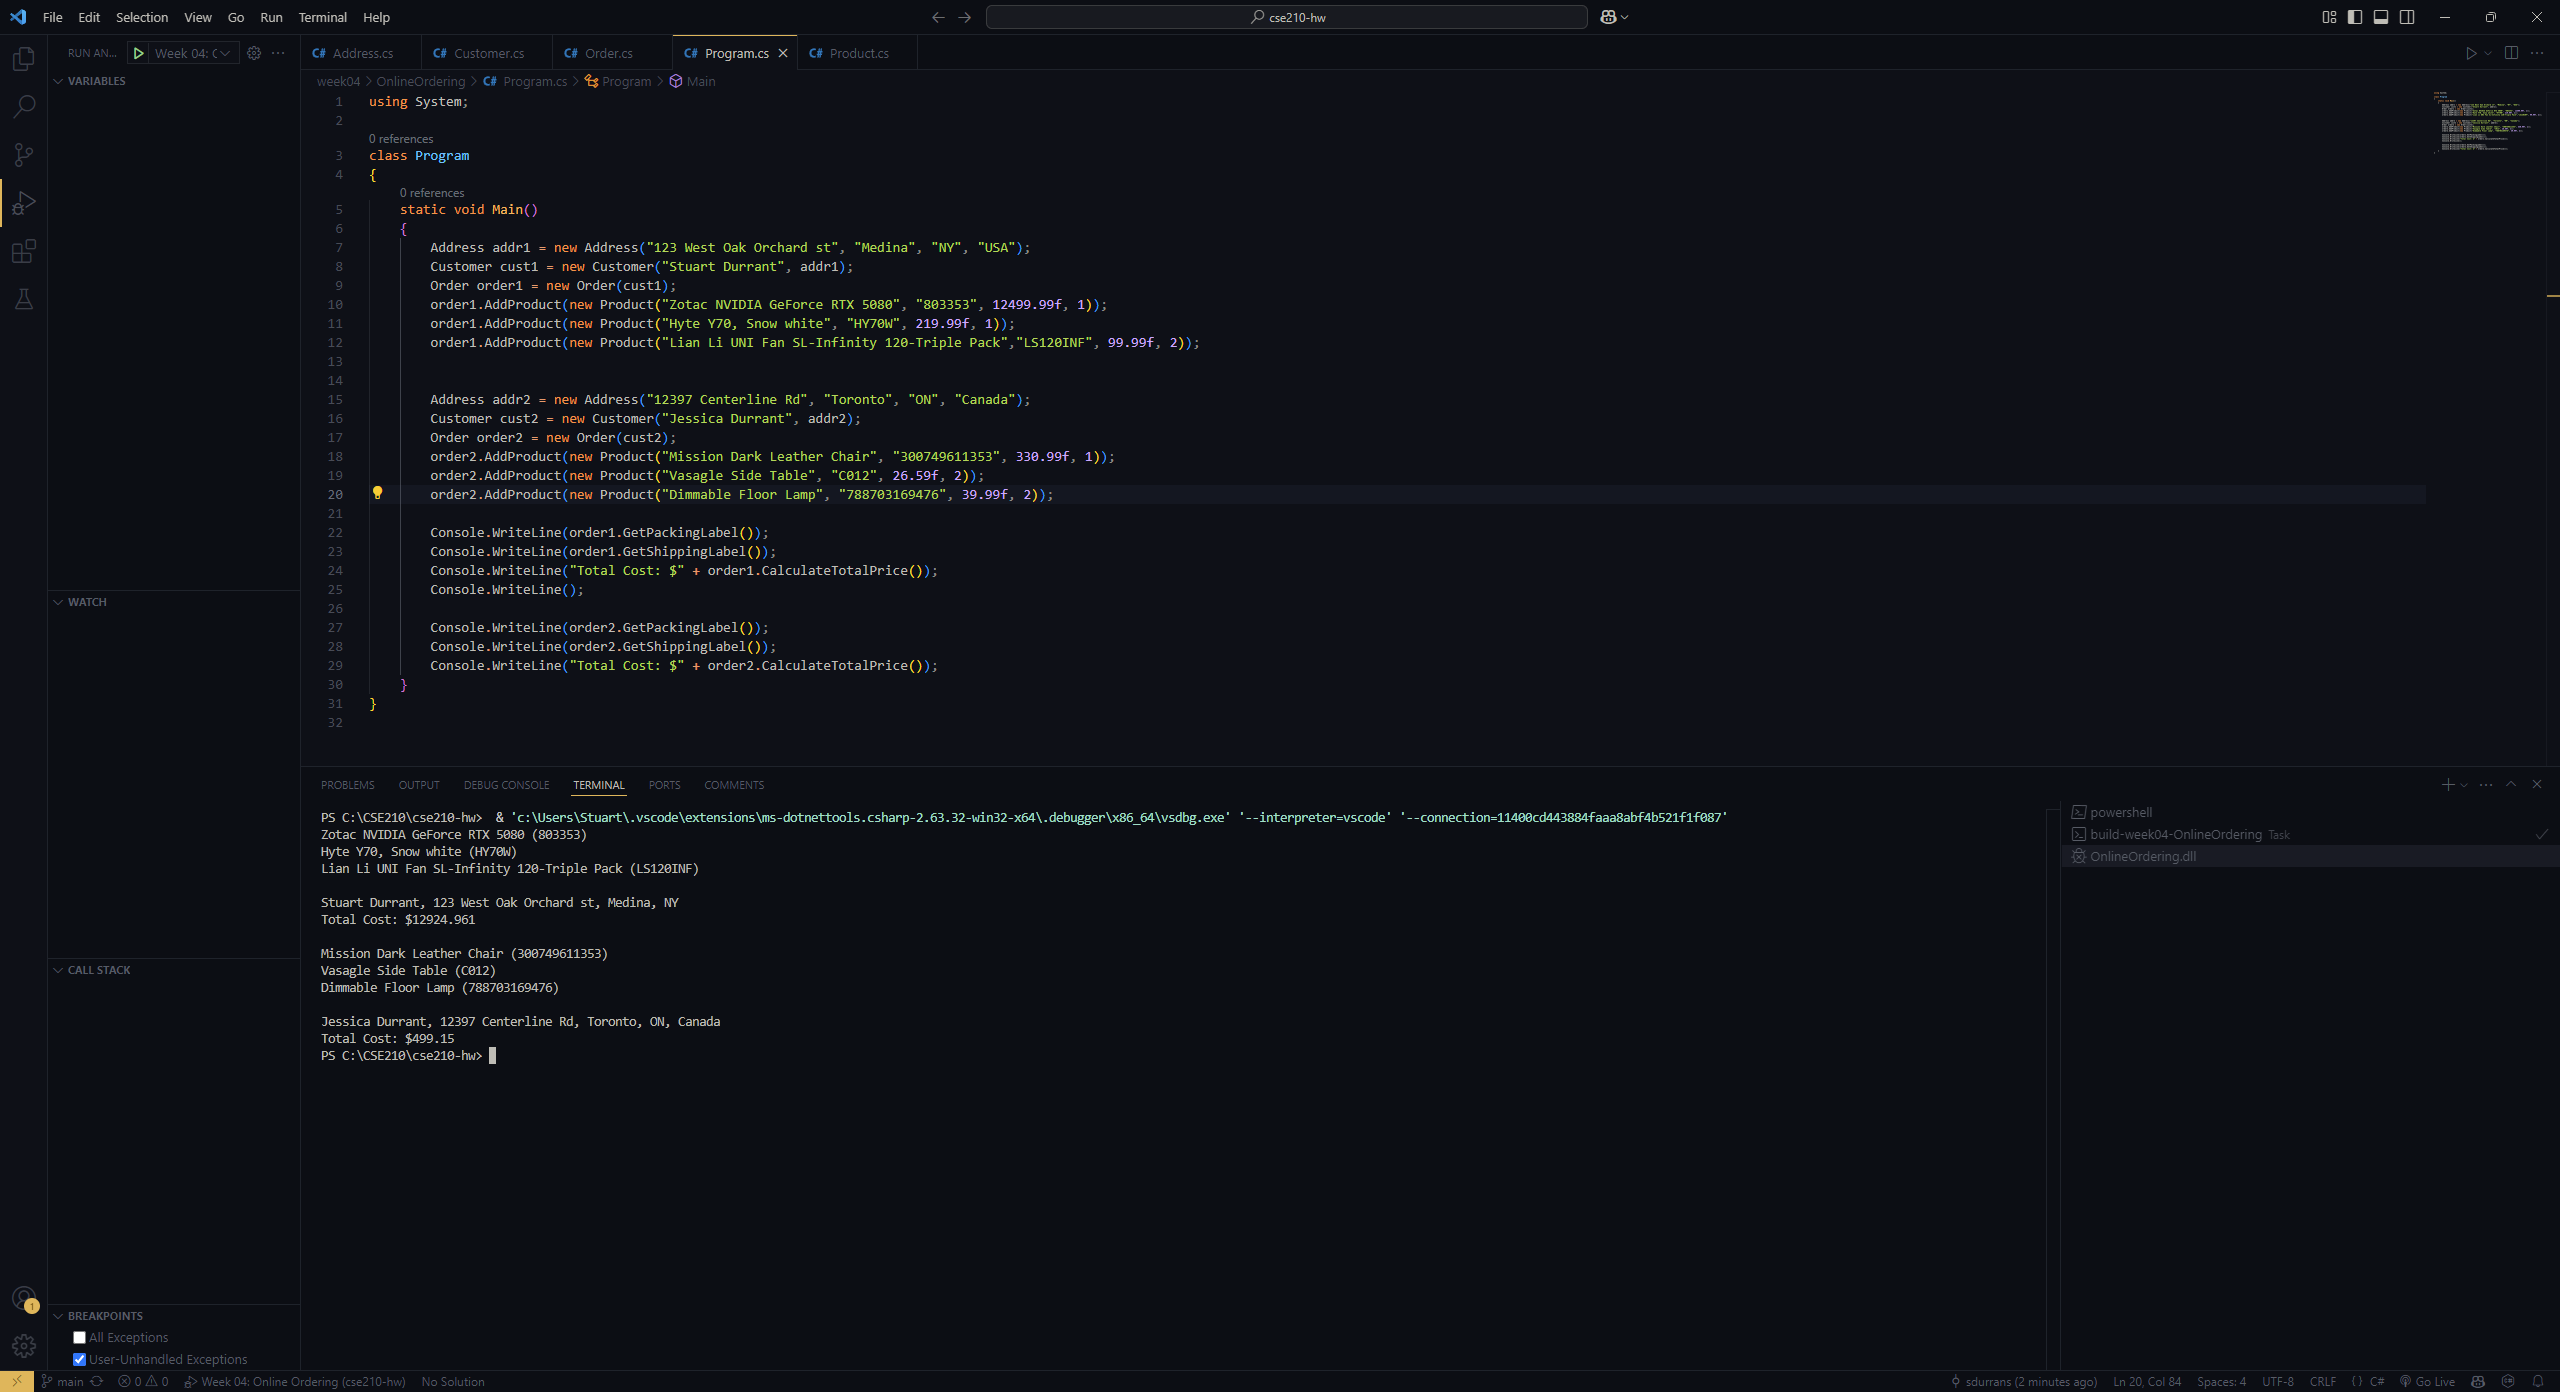 File Edit Selection View Go Run Terminal Help
cse210-hw
RUN AN... Week 04: C
Address.cs Customer.cs Order.cs Program.cs Product.cs
VARIABLES
week04 > OnlineOrdering > Program.cs > Program > Main
1 using System;
2
0 references
3 class Program
4 {
0 references
5 static void Main()
6 {
7 Address addr1 = new Address("123 West Oak Orchard st", "Medina", "NY", "USA");
8 Customer cust1 = new Customer("Stuart Durrant", addr1);
9 Order order1 = new Order(cust1);
10 order1.AddProduct(new Product("Zotac NVIDIA GeForce RTX 5080", "803353", 12499.99f, 1));
11 order1.AddProduct(new Product("Hyte Y70, Snow white", "HY70W", 219.99f, 1));
12 order1.AddProduct(new Product("Lian Li UNI Fan SL-Infinity 120-Triple Pack","LS120INF", 99.99f, 2));
13
14
15 Address addr2 = new Address("12397 Centerline Rd", "Toronto", "ON", "Canada");
16 Customer cust2 = new Customer("Jessica Durrant", addr2);
17 Order order2 = new Order(cust2);
18 order2.AddProduct(new Product("Mission Dark Leather Chair", "300749611353", 330.99f, 1));
19 order2.AddProduct(new Product("Vasagle Side Table", "C012", 26.59f, 2));
20 order2.AddProduct(new Product("Dimmable Floor Lamp", "788703169476", 39.99f, 2));
21
22 Console.WriteLine(order1.GetPackingLabel());
23 Console.WriteLine(order1.GetShippingLabel());
24 Console.WriteLine("Total Cost: $" + order1.CalculateTotalPrice());
25 Console.WriteLine();
26
27 Console.WriteLine(order2.GetPackingLabel());
28 Console.WriteLine(order2.GetShippingLabel());
29 Console.WriteLine("Total Cost: $" + order2.CalculateTotalPrice());
30 }
31 }
32
WATCH
CALL STACK
BREAKPOINTS
All Exceptions
User-Unhandled Exceptions
PROBLEMS OUTPUT DEBUG CONSOLE TERMINAL PORTS COMMENTS
PS C:\CSE210\cse210-hw> & 'c:\Users\Stuart\.vscode\extensions\ms-dotnettools.csharp-2.63.32-win32-x64\.debugger\x86_64\vsdbg.exe' '--interpreter=vscode' '--connection=11400cd443884faaa8abf4b521f1f087'
Zotac NVIDIA GeForce RTX 5080 (803353)
Hyte Y70, Snow white (HY70W)
Lian Li UNI Fan SL-Infinity 120-Triple Pack (LS120INF)
Stuart Durrant, 123 West Oak Orchard st, Medina, NY
Total Cost: $12924.961
Mission Dark Leather Chair (300749611353)
Vasagle Side Table (C012)
Dimmable Floor Lamp (788703169476)
Jessica Durrant, 12397 Centerline Rd, Toronto, ON, Canada
Total Cost: $499.15
PS C:\CSE210\cse210-hw>
powershell
build-week04-OnlineOrdering Task
OnlineOrdering.dll
1
main 0 0 Week 04: Online Ordering (cse210-hw) No Solution
sdurrans (2 minutes ago) Ln 20, Col 84 Spaces: 4 UTF-8 CRLF { } C# Go Live